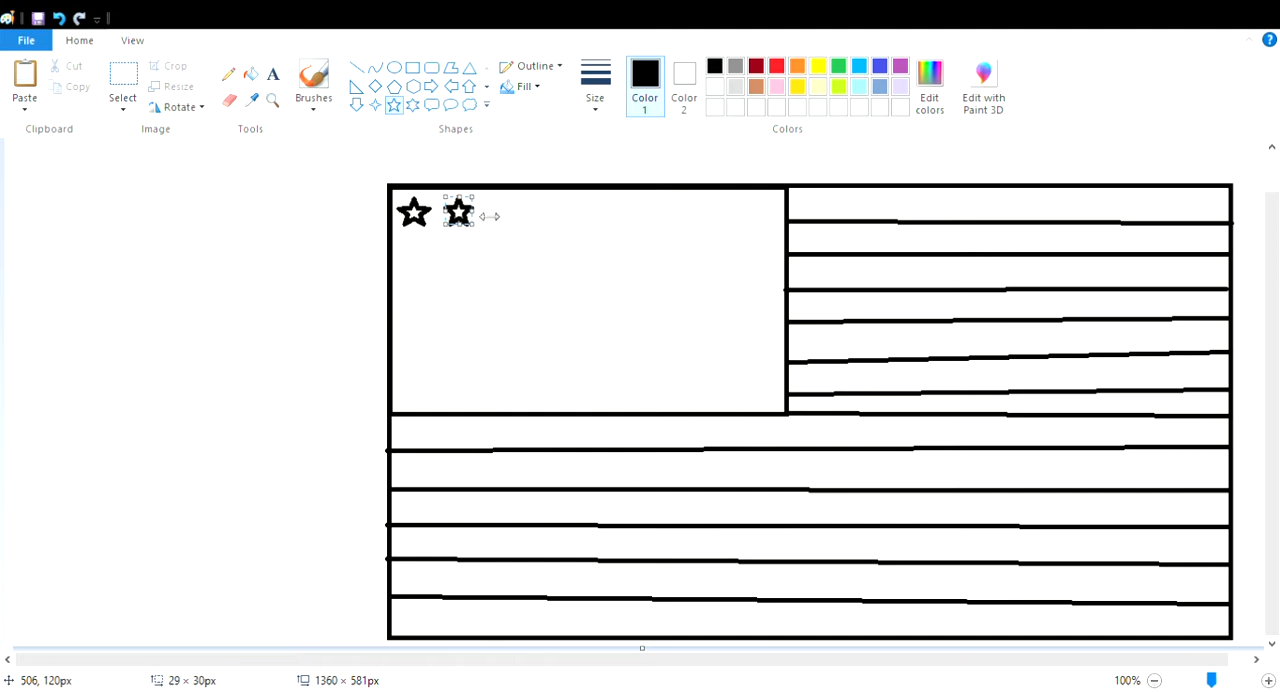 File Home View
Paste Cut Copy Select Crop Resize Rotate A Brushes Outline Fill Size Color 1 Color 2 Edit colors Edit with Paint 3D ?
Clipboard Image Tools Shapes Colors
506, 120px 29 × 30px 1360 × 581px 100%